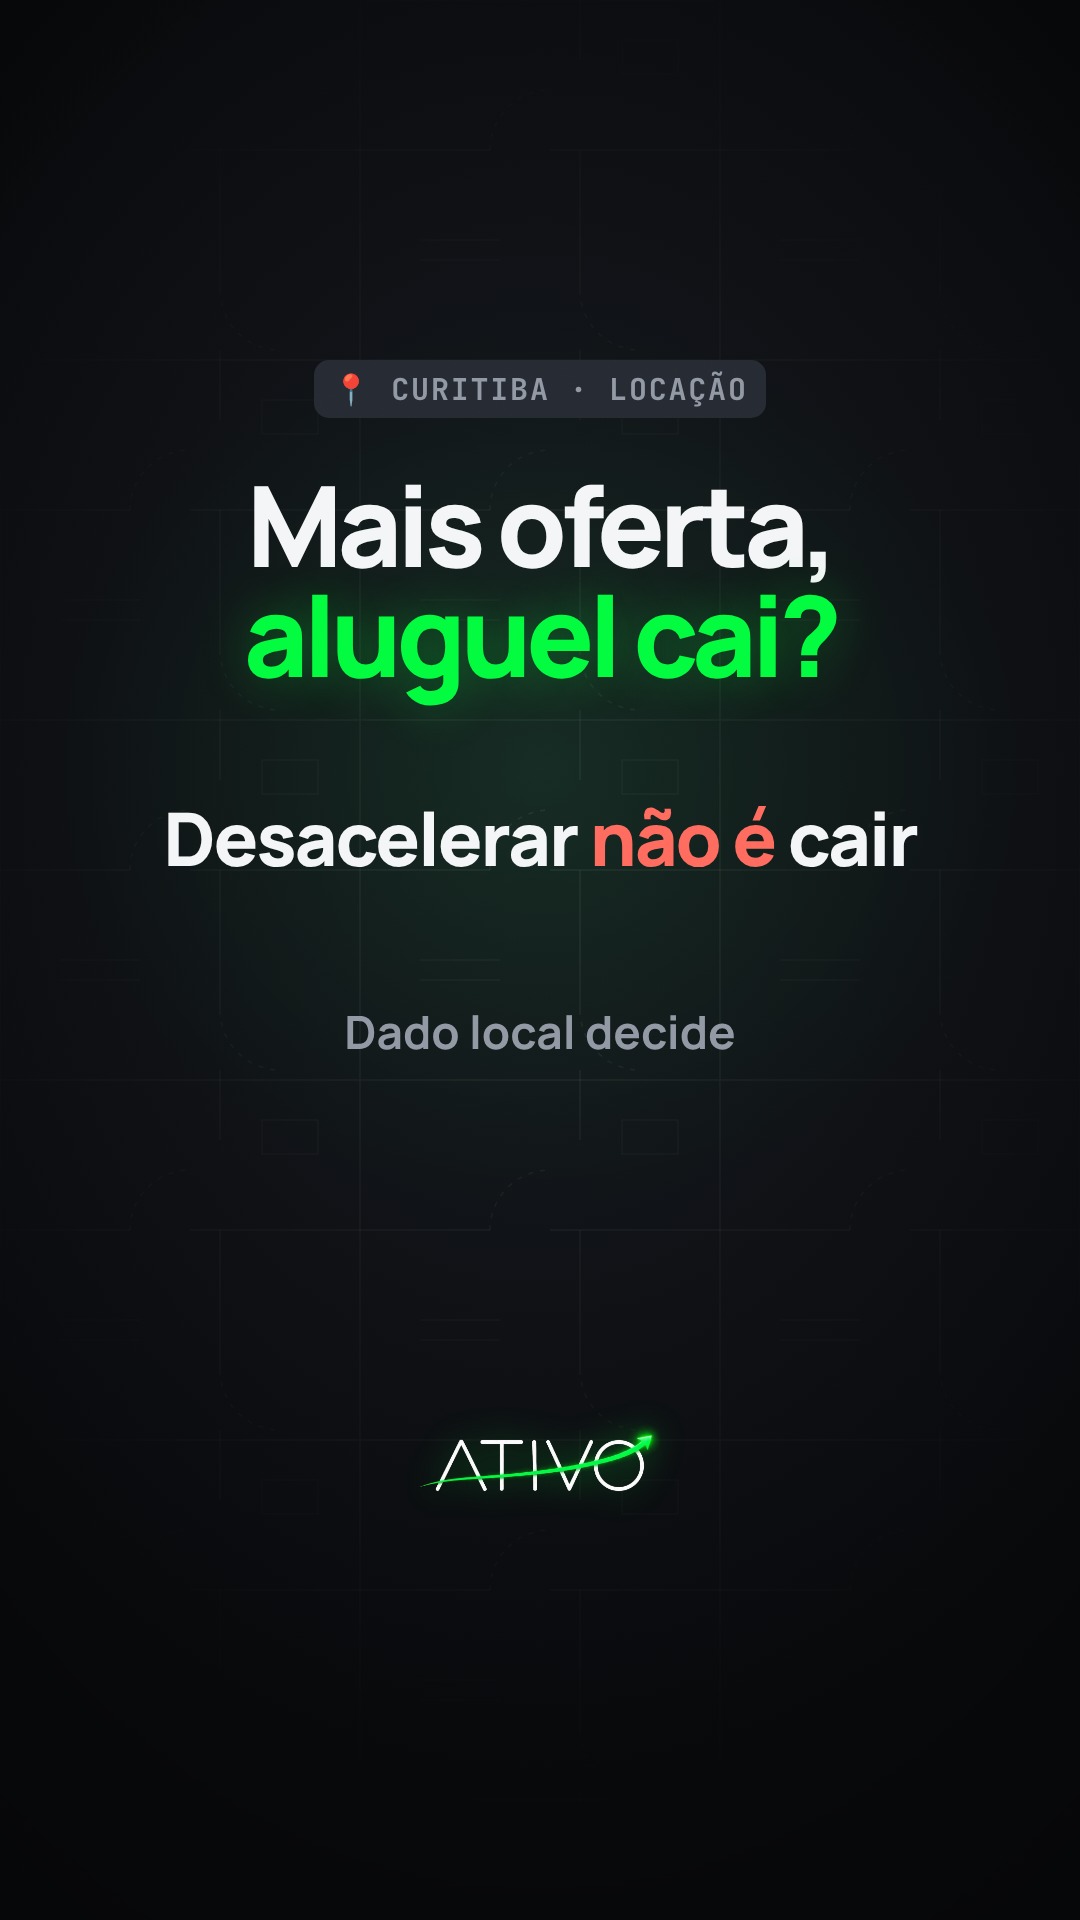 📍 CURITIBA · LOCAÇÃO
Mais oferta,
aluguel cai?
Desacelerar não é cair
Dado local decide
ATIVO